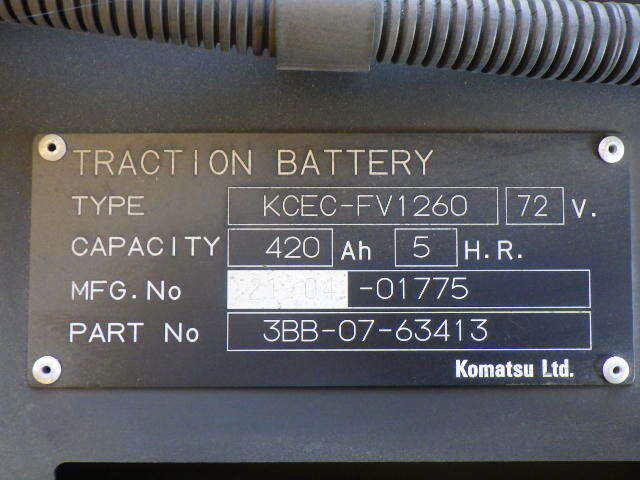 TRACTION BATTERY
TYPE KCEC-FV1260 72 V.
CAPACITY 420 Ah 5 H.R.
MFG.No -01775
PART No 3BB-07-63413
Komatsu Ltd.